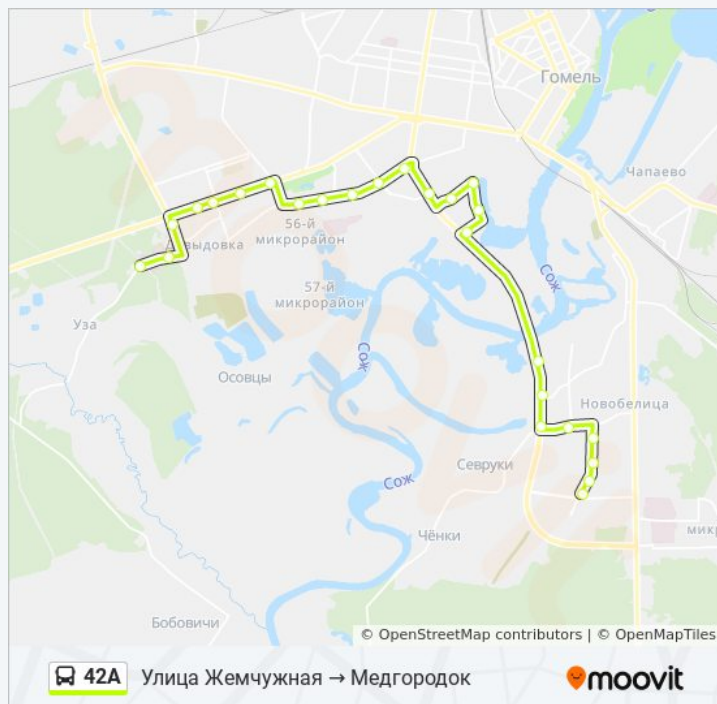 Гомель
Чапаево
56-й
микрорайон
Давыдовка
57-й
микрорайон
Сож
Уза
Сож
Осовцы
Новобелица
Севруки
Сож
Чёнки
микр
Бобовичи
© OpenStreetMap contributors | © OpenMapTiles
42А Улица Жемчужная → Медгородок
moovit